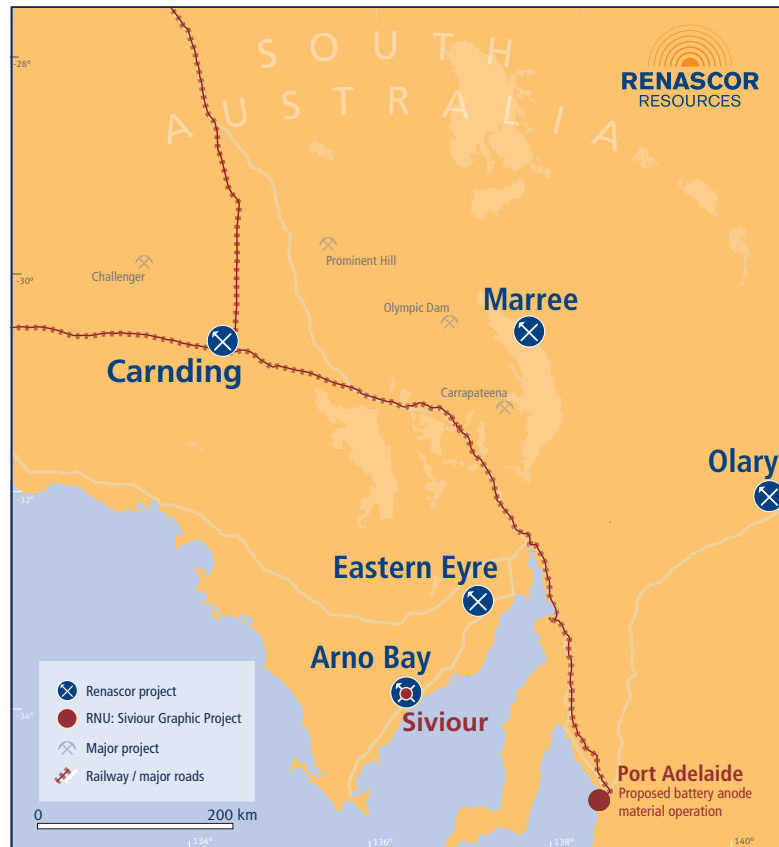 SOUTH
AUSTRALIA
RENASCOR
RESOURCES
-28°
Prominent Hill
Challenger
-30°
Marree
Olympic Dam
Carnding
Carrapateena
Olary
-32°
Eastern Eyre
Arno Bay
Siviour
Renascor project
RNU: Siviour Graphic Project
Major project
Railway / major roads
-34°
0 200 km
Port Adelaide
Proposed battery anode
material operation
134° 136° 138° 140°